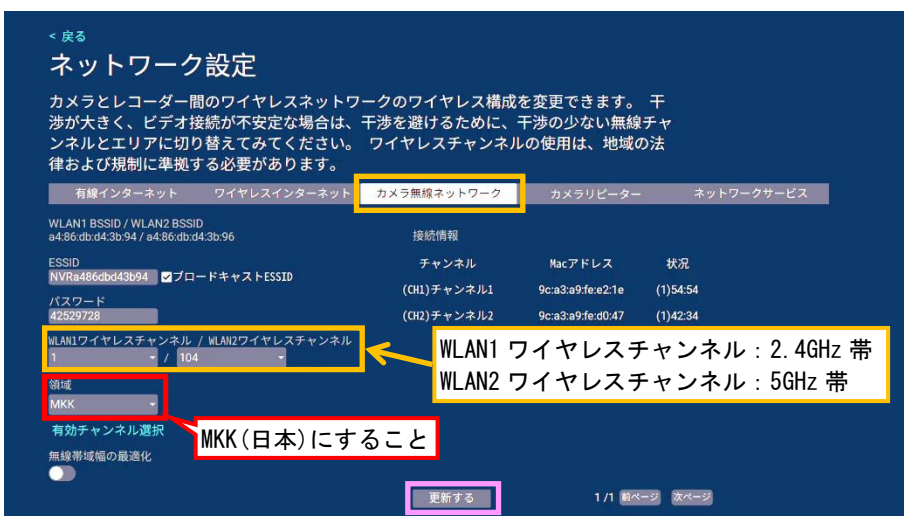 < 戻る
ネットワーク設定
カメラとレコーダー間のワイヤレスネットワークのワイヤレス構成を変更できます。 干
渉が大きく、ビデオ接続が不安定な場合は、干渉を避けるために、干渉の少ない無線チャ
ンネルとエリアに切り替えてみてください。 ワイヤレスチャンネルの使用は、地域の法
律および規制に準拠する必要があります。
有線インターネット ワイヤレスインターネット カメラ無線ネットワーク カメラリピーター ネットワークサービス
WLAN1 BSSID / WLAN2 BSSID
a4:86:db:d4:3b:94 / a4:86:db:d4:3b:96
接続情報
ESSID
NVRa486dbd43b94 ブロードキャストESSID
チャンネル Macアドレス 状況
(CH1)チャンネル1 9c:a3:a9:fe:e2:1e (1)54:54
パスワード
42529728
(CH2)チャンネル2 9c:a3:a9:fe:d0:47 (1)42:34
WLAN1ワイヤレスチャンネル / WLAN2ワイヤレスチャンネル
1 / 104
WLAN1 ワイヤレスチャンネル：2.4GHz 帯
WLAN2 ワイヤレスチャンネル：5GHz 帯
領域
MKK
MKK(日本)にすること
有効チャンネル選択
無線帯域幅の最適化
更新する
1 /1 前ページ 次ページ